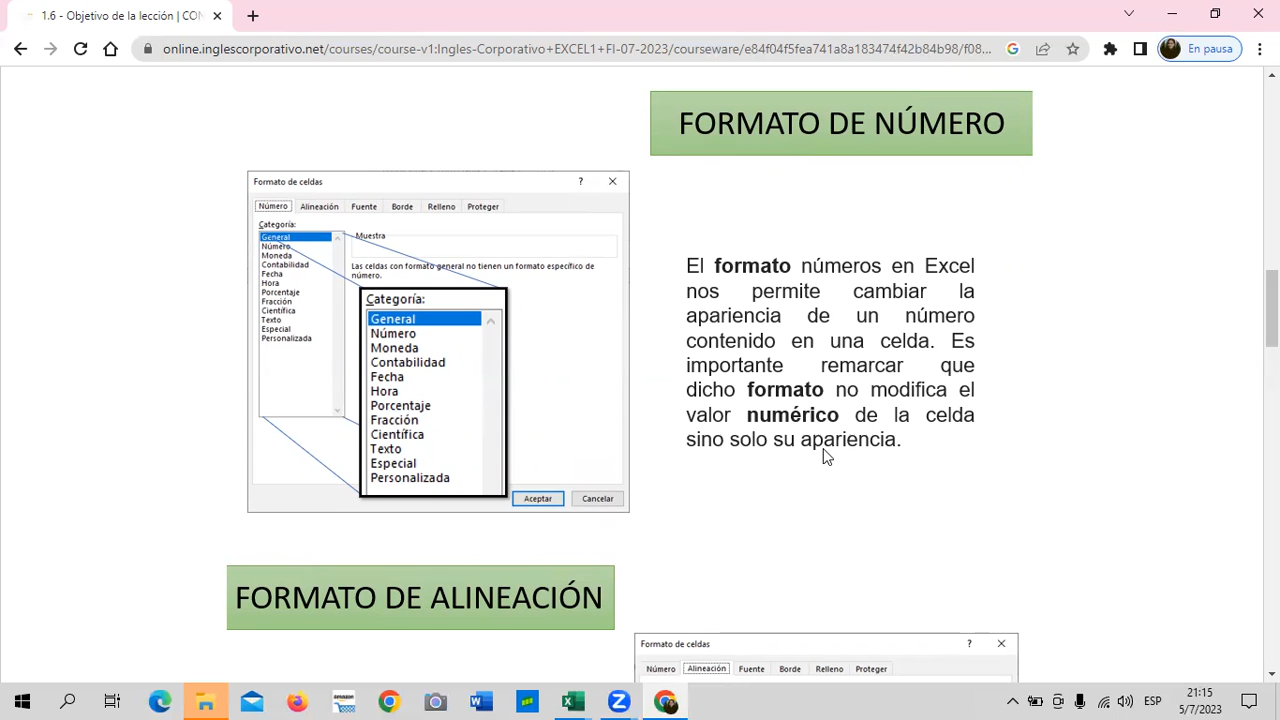 1.6 - Objetivo de la lección | CON
online.inglescorporativo.net/courses/course-v1:Ingles-Corporativo+EXCEL1+FI-07-2023/courseware/e84f04f5fea741a8a183474f42b84b98/f08...
En pausa
FORMATO DE NÚMERO
Formato de celdas
Número Alineación Fuente Borde Relleno Proteger
Categoría:
General
Número
Moneda
Contabilidad
Fecha
Hora
Porcentaje
Fracción
Científica
Texto
Especial
Personalizada
Muestra
Las celdas con formato general no tienen un formato específico de
número.
Categoría:
General
Número
Moneda
Contabilidad
Fecha
Hora
Porcentaje
Fracción
Científica
Texto
Especial
Personalizada
Aceptar Cancelar
El formato números en Excel
nos permite cambiar la
apariencia de un número
contenido en una celda. Es
importante remarcar que
dicho formato no modifica el
valor numérico de la celda
sino solo su apariencia.
FORMATO DE ALINEACIÓN
Formato de celdas
Número Alineación Fuente Borde Relleno Proteger
amazon
ESP
21:15
5/7/2023